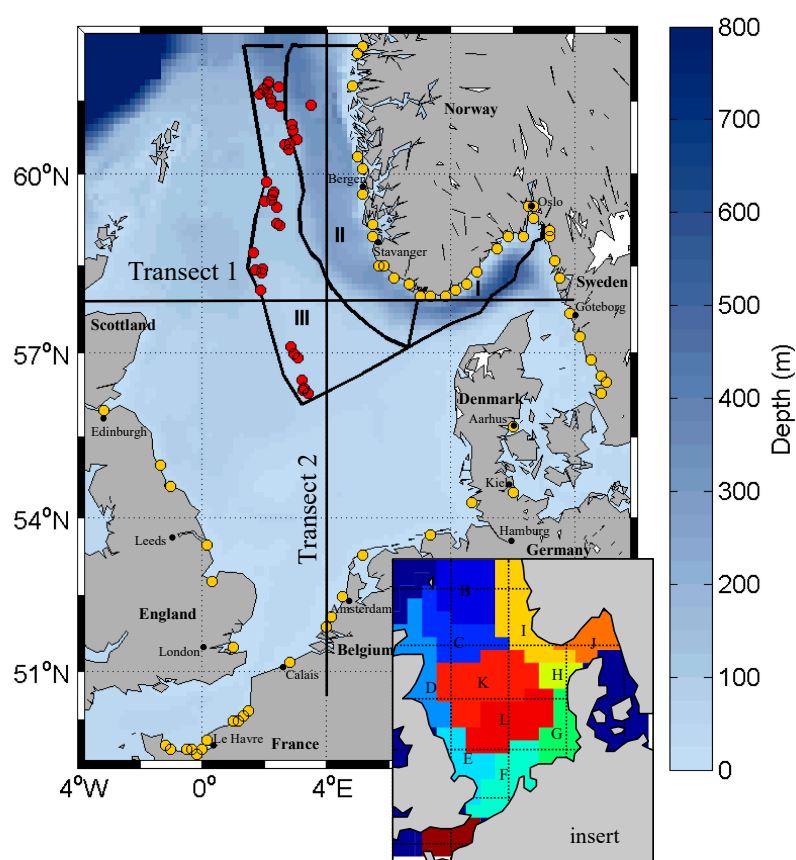 800
700
600
500
400
300
200
100
0
Depth (m)
60°N
57°N
54°N
51°N
4°W
0°
4°E
Norway
Bergen
Oslo
II
Stavanger
Transect 1
I
Sweden
Goteborg
III
Scottland
Denmark
Aarhus
Edinburgh
Transect 2
Kiel
Leeds
Hamburg
Germany
England
Amsterdam
London
Belgium
Calais
Le Havre
France
B
I
J
C
H
D
K
L
G
E
F
insert